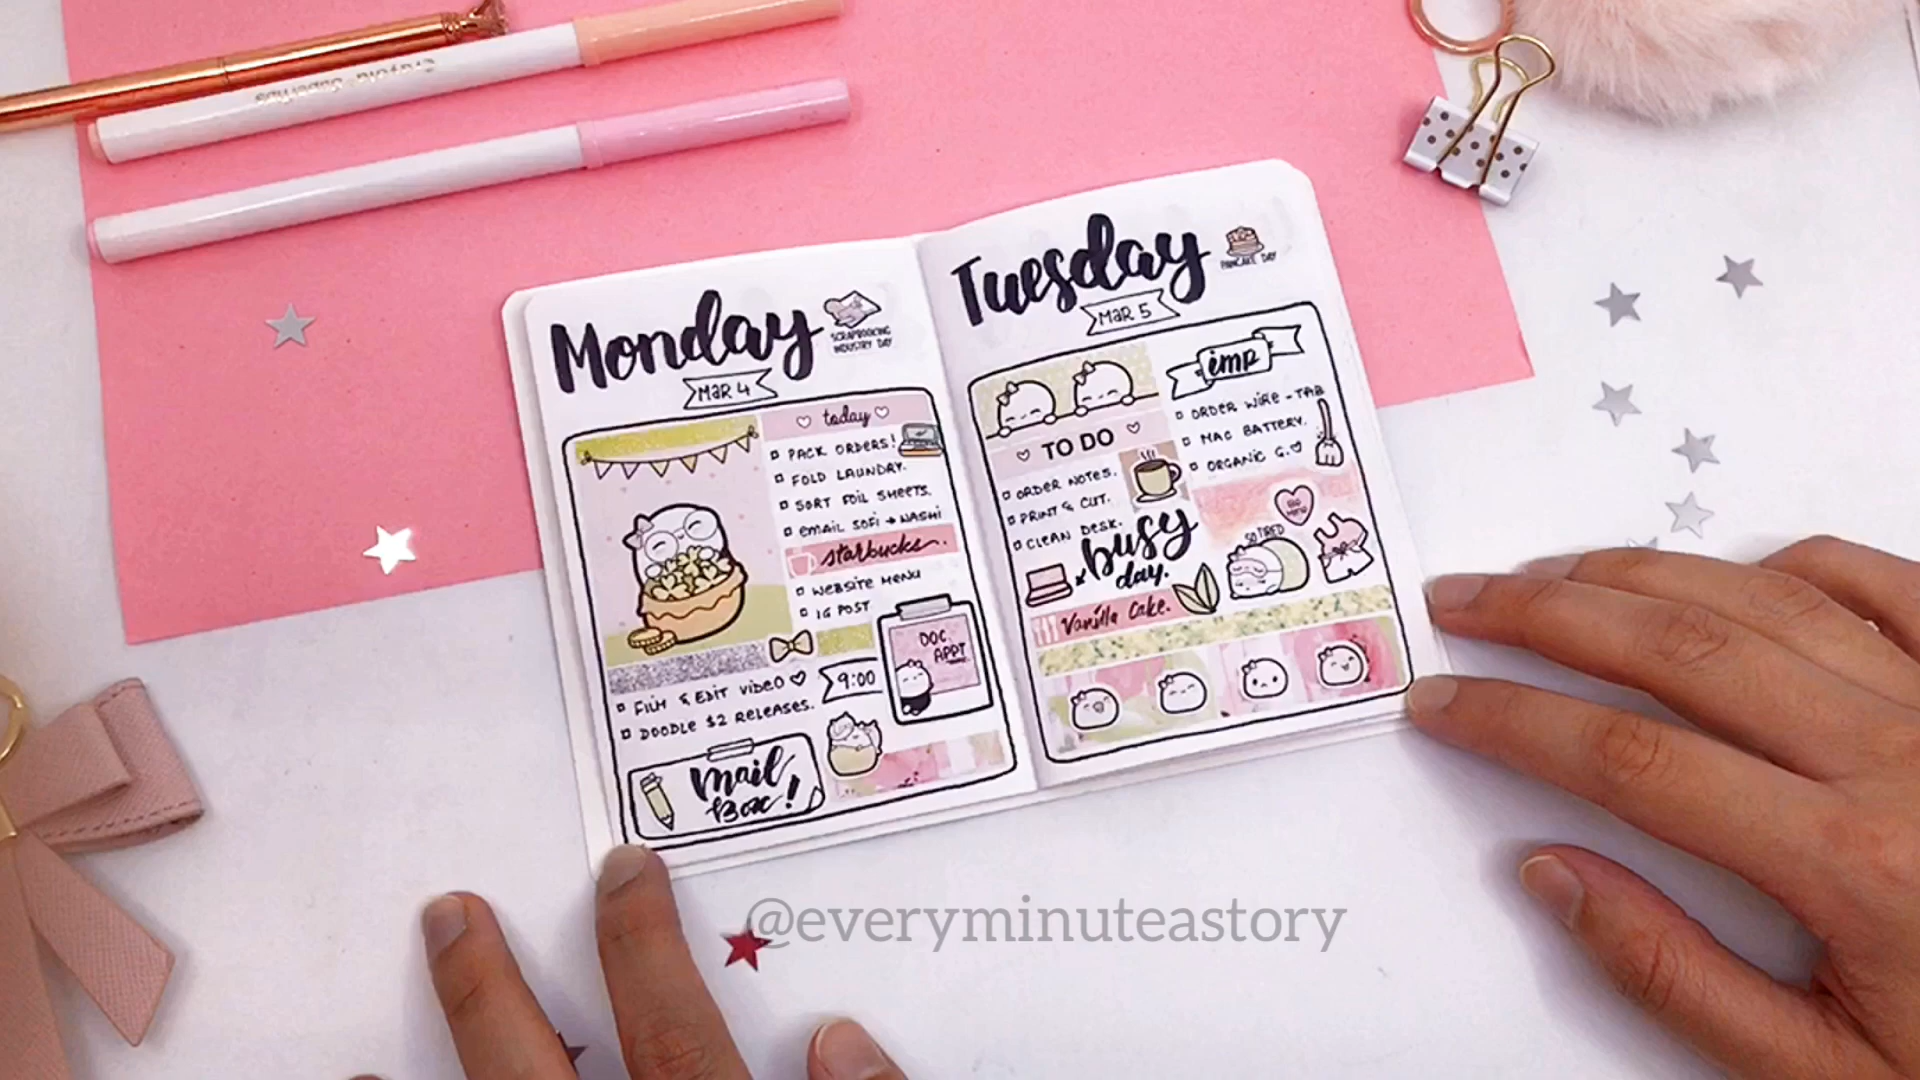 Crayola SuperTips
Monday
SCRAPBOOKING
INDUSTRY DAY
MAR 4
today
PACK ORDERS!
FOLD LAUNDRY.
SORT FOIL SHEETS.
EMAIL SOFI → NASHI
starbucks
WEBSITE MENU
IG POST
DOC
APPT
9:00
FILM & EDIT VIDEO
DOODLE $2 RELEASES.
Mail
Box!
Tuesday
PANCAKE DAY
MAR 5
imp
ORDER WIRE - TAB
MAC BATTERY.
ORGANIC G.
TO DO
ORDER NOTES.
PRINT & CUT.
CLEAN DESK.
busy
day.
SO TIRED
Vanilla Cake.
@everyminuteastory